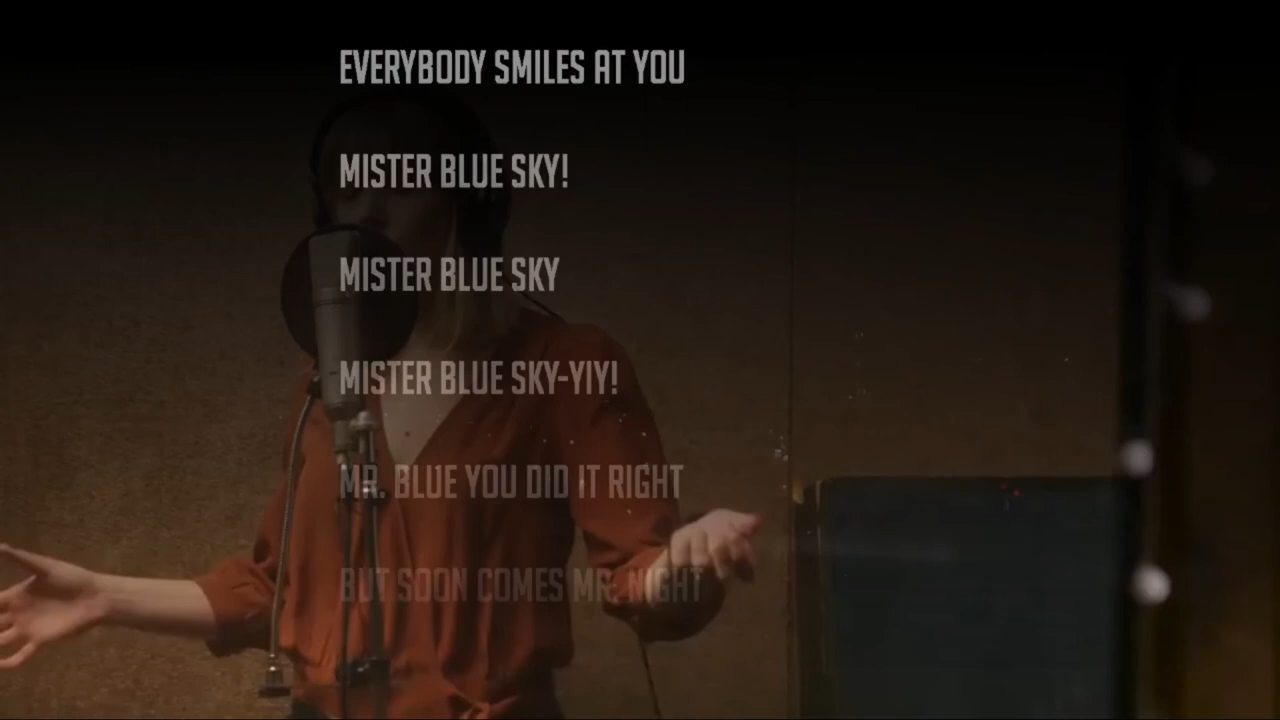 EVERYBODY SMILES AT YOU
MISTER BLUE SKY!
MISTER BLUE SKY
MISTER BLUE SKY-YIY!
MR. BLUE YOU DID IT RIGHT
BUT SOON COMES MR. NIGHT